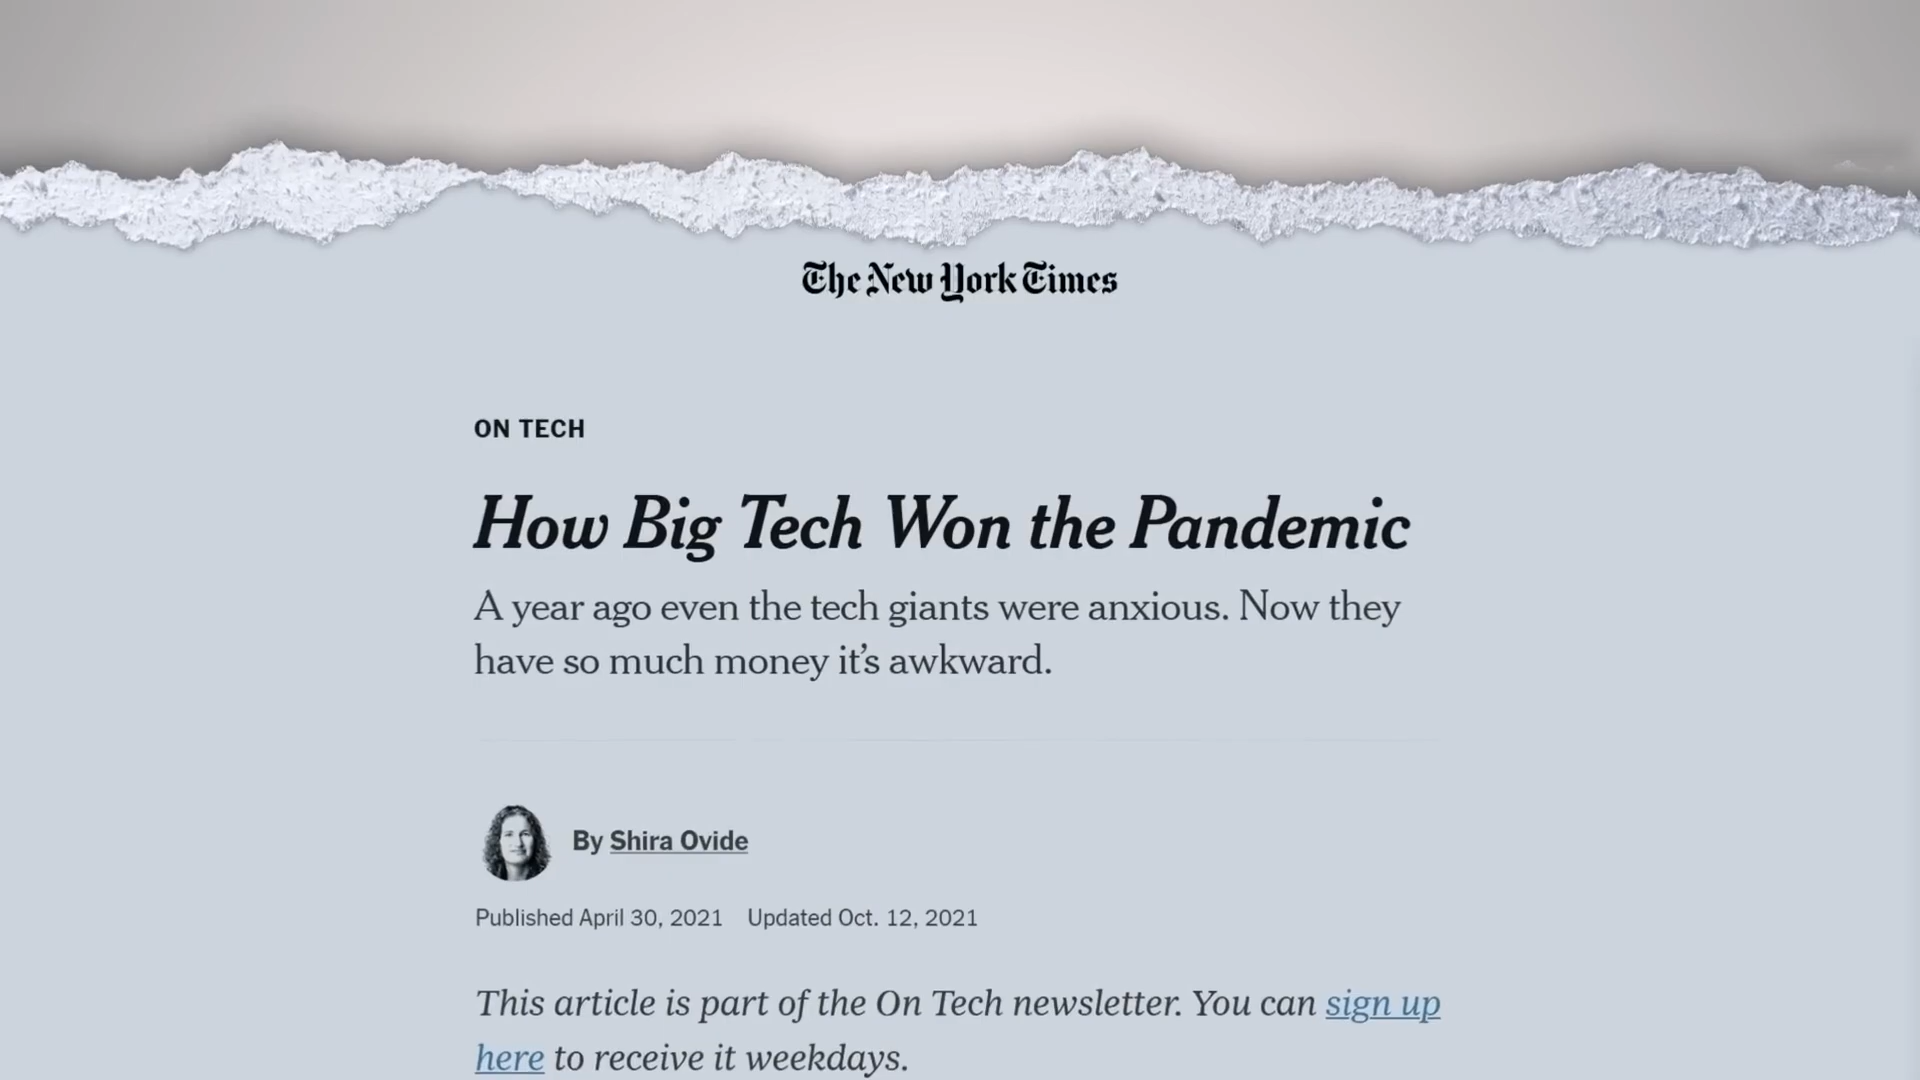 The New York Times
ON TECH
How Big Tech Won the Pandemic
A year ago even the tech giants were anxious. Now they
have so much money it’s awkward.
By Shira Ovide
Published April 30, 2021 Updated Oct. 12, 2021
This article is part of the On Tech newsletter. You can sign up
here to receive it weekdays.